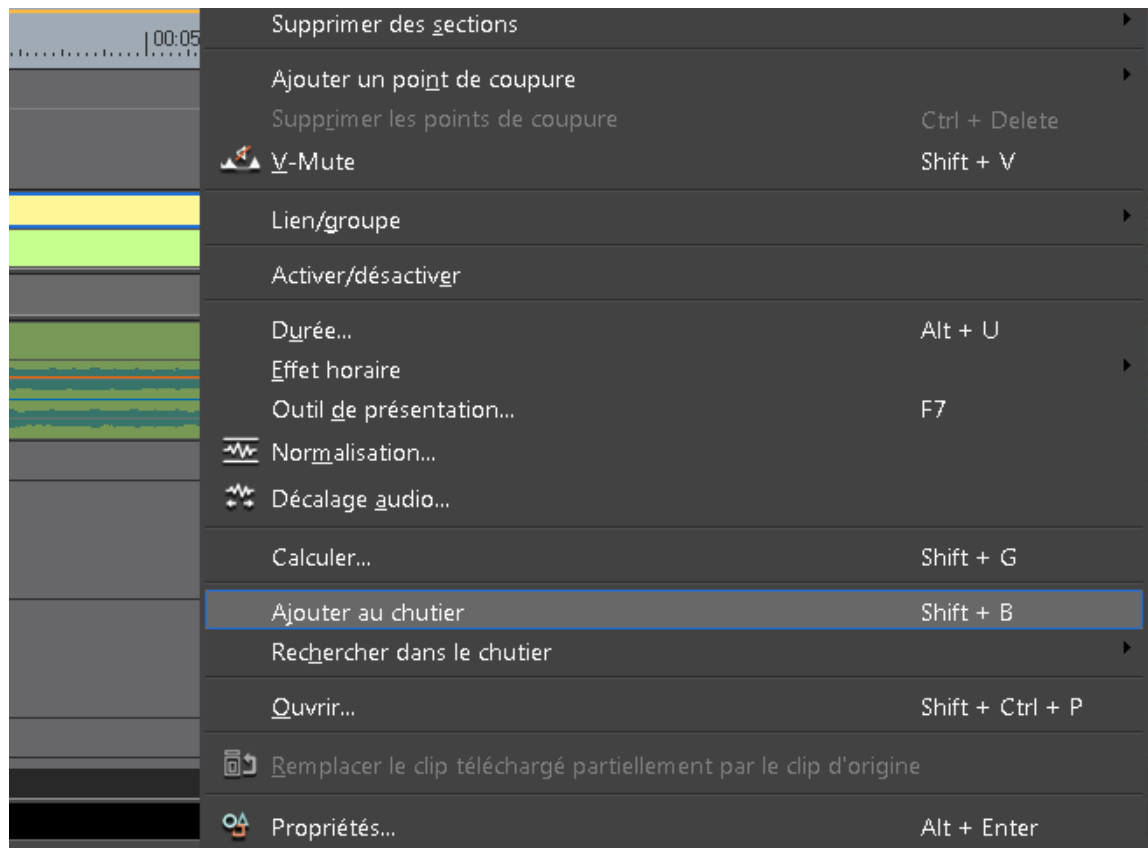 00:05
Supprimer des sections
Ajouter un point de coupure
Supprimer les points de coupure Ctrl + Delete
V-Mute Shift + V
Lien/groupe
Activer/désactiver
Durée... Alt + U
Effet horaire
Outil de présentation... F7
Normalisation...
Décalage audio...
Calculer... Shift + G
Ajouter au chutier Shift + B
Rechercher dans le chutier
Ouvrir... Shift + Ctrl + P
Remplacer le clip téléchargé partiellement par le clip d'origine
Propriétés... Alt + Enter